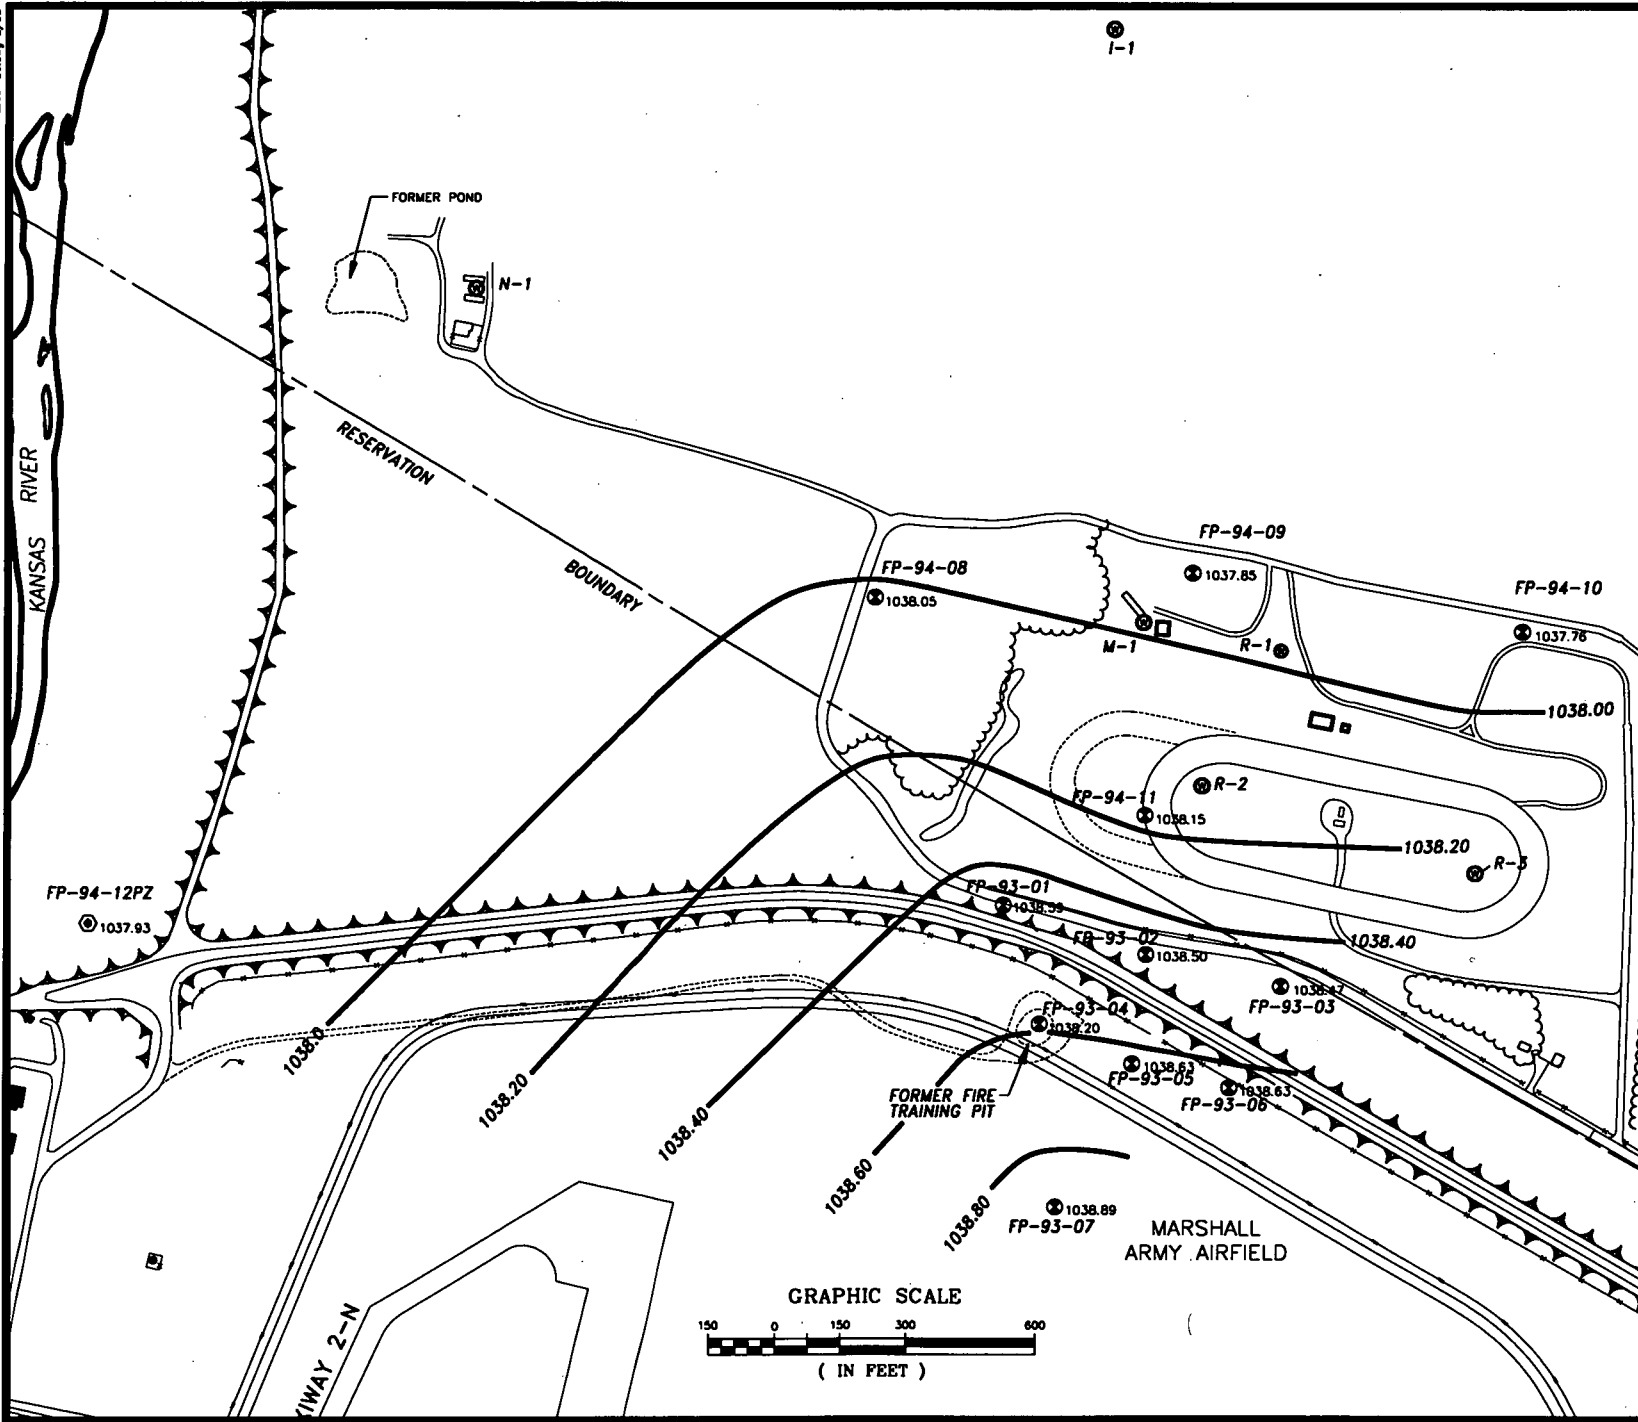 I-1
FORMER POND
N-1
KANSAS RIVER
RESERVATION
BOUNDARY
FP-94-09
1037.85
FP-94-08
1038.05
FP-94-10
1037.76
M-1
R-1
1038.00
R-2
FP-94-11
1038.15
1038.20
R-3
FP-94-12PZ
1037.93
FP-93-01
FP-93-02
1038.50
1038.40
FP-93-03
FP-93-04
1038.20
1038.0
1038.20
1038.40
1038.63
FP-93-05
1038.63
FP-93-06
FORMER FIRE
TRAINING PIT
1038.60
1038.80
1038.89
FP-93-07
MARSHALL
ARMY AIRFIELD
GRAPHIC SCALE
150 0 150 300 600
( IN FEET )
2-N